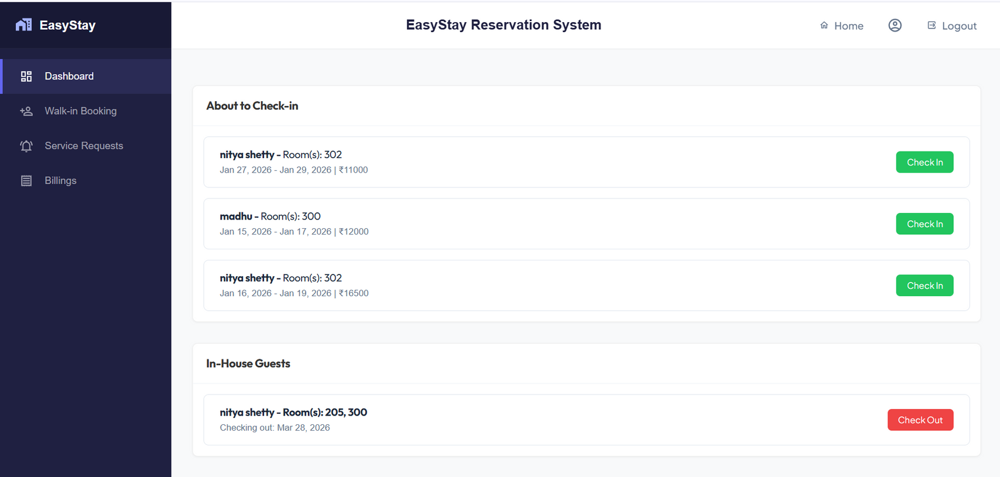 EasyStay
EasyStay Reservation System
Home
Logout
Dashboard
Walk-in Booking
Service Requests
Billings
About to Check-in
nitya shetty - Room(s): 302
Jan 27, 2026 - Jan 29, 2026 | ₹11000
Check In
madhu - Room(s): 300
Jan 15, 2026 - Jan 17, 2026 | ₹12000
Check In
nitya shetty - Room(s): 302
Jan 16, 2026 - Jan 19, 2026 | ₹16500
Check In
In-House Guests
nitya shetty - Room(s): 205, 300
Checking out: Mar 28, 2026
Check Out